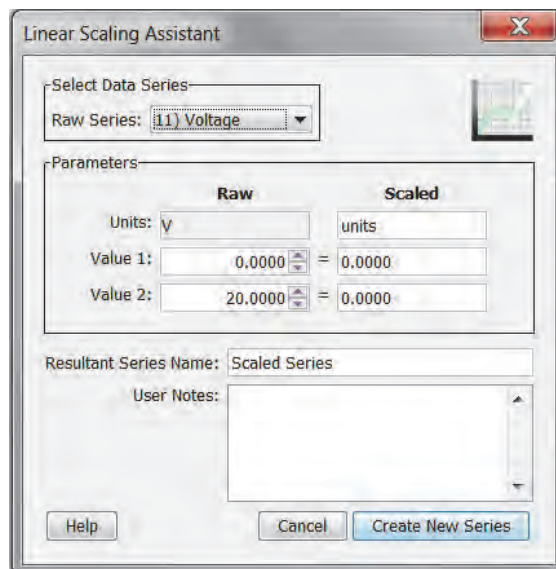 Linear Scaling Assistant
X
Select Data Series
Raw Series: 11) Voltage
Parameters
Raw Scaled
Units: V units
Value 1: 0.0000 = 0.0000
Value 2: 20.0000 = 0.0000
Resultant Series Name: Scaled Series
User Notes:
Help Cancel Create New Series